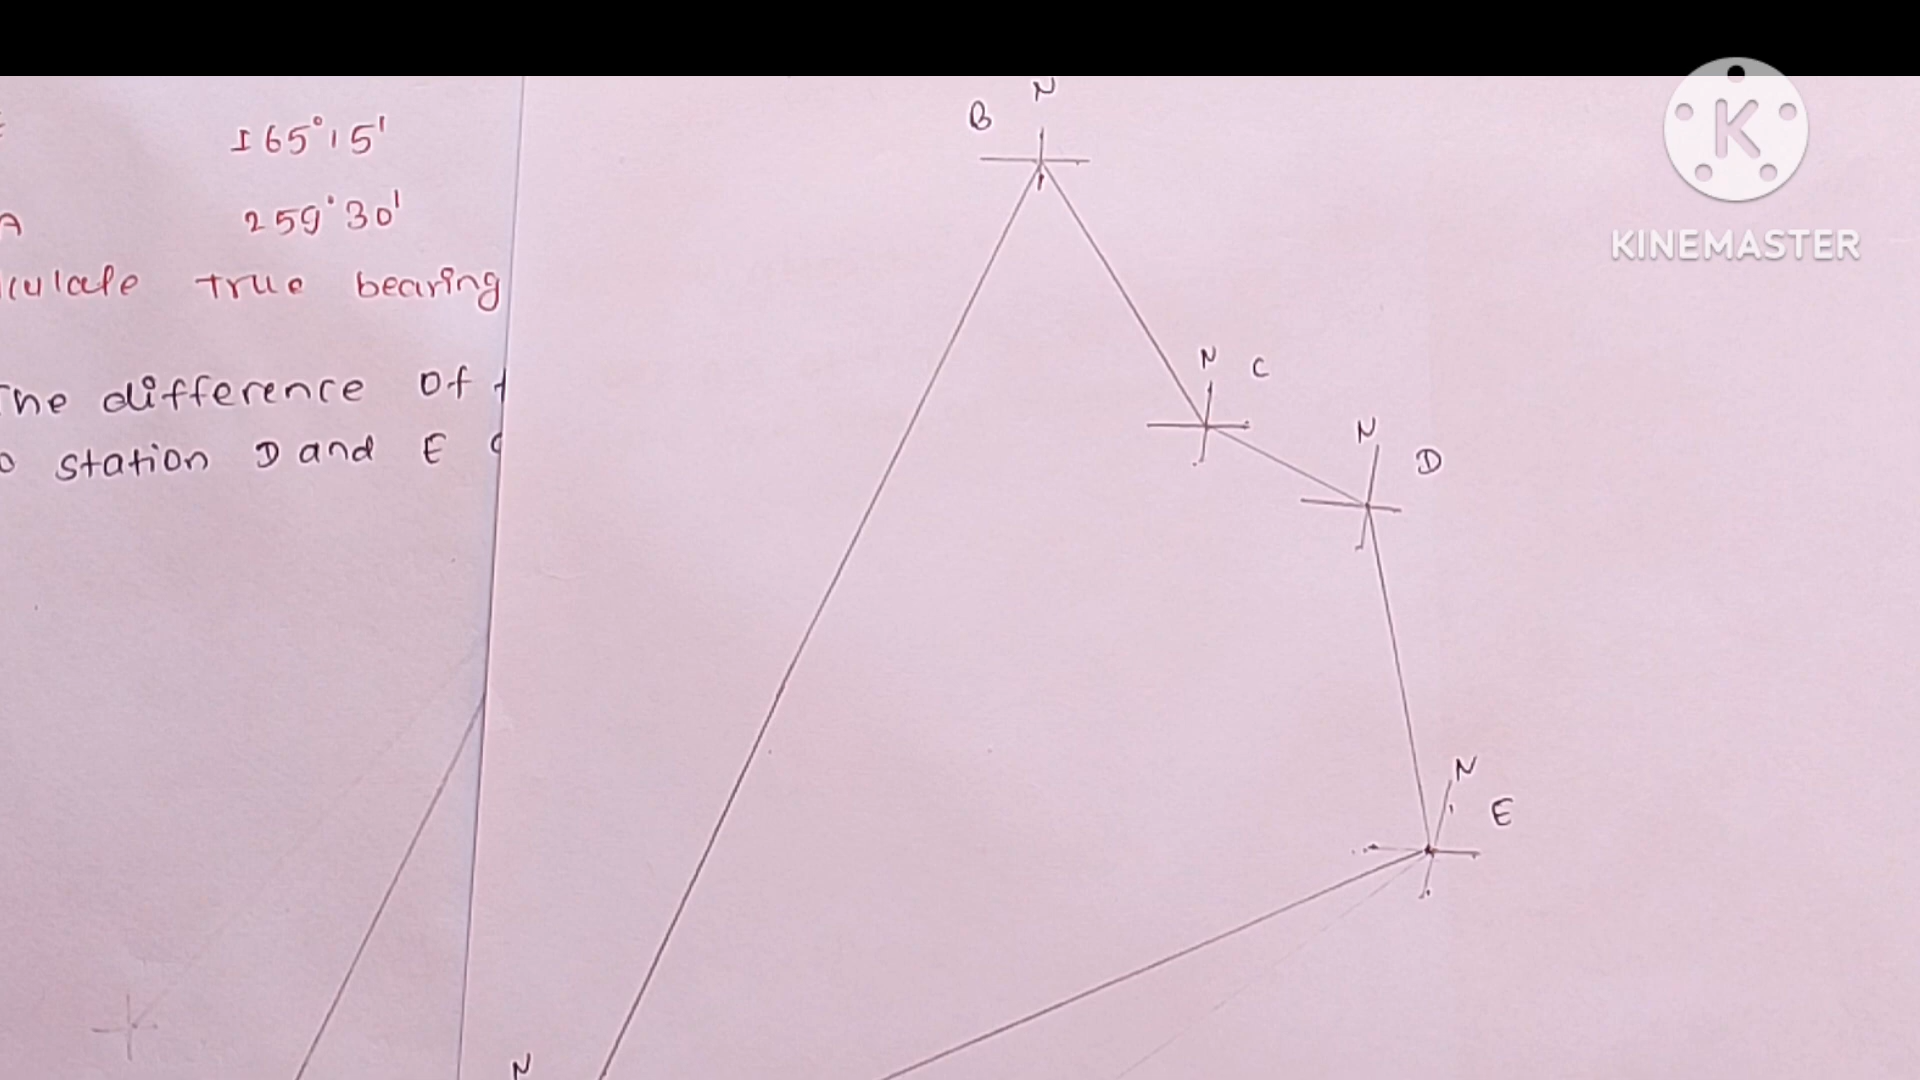 165°15'
A 259°30'
true bearing
The difference of
station D and E
B N
N C
N D
N
E
N
K
KINEMASTER